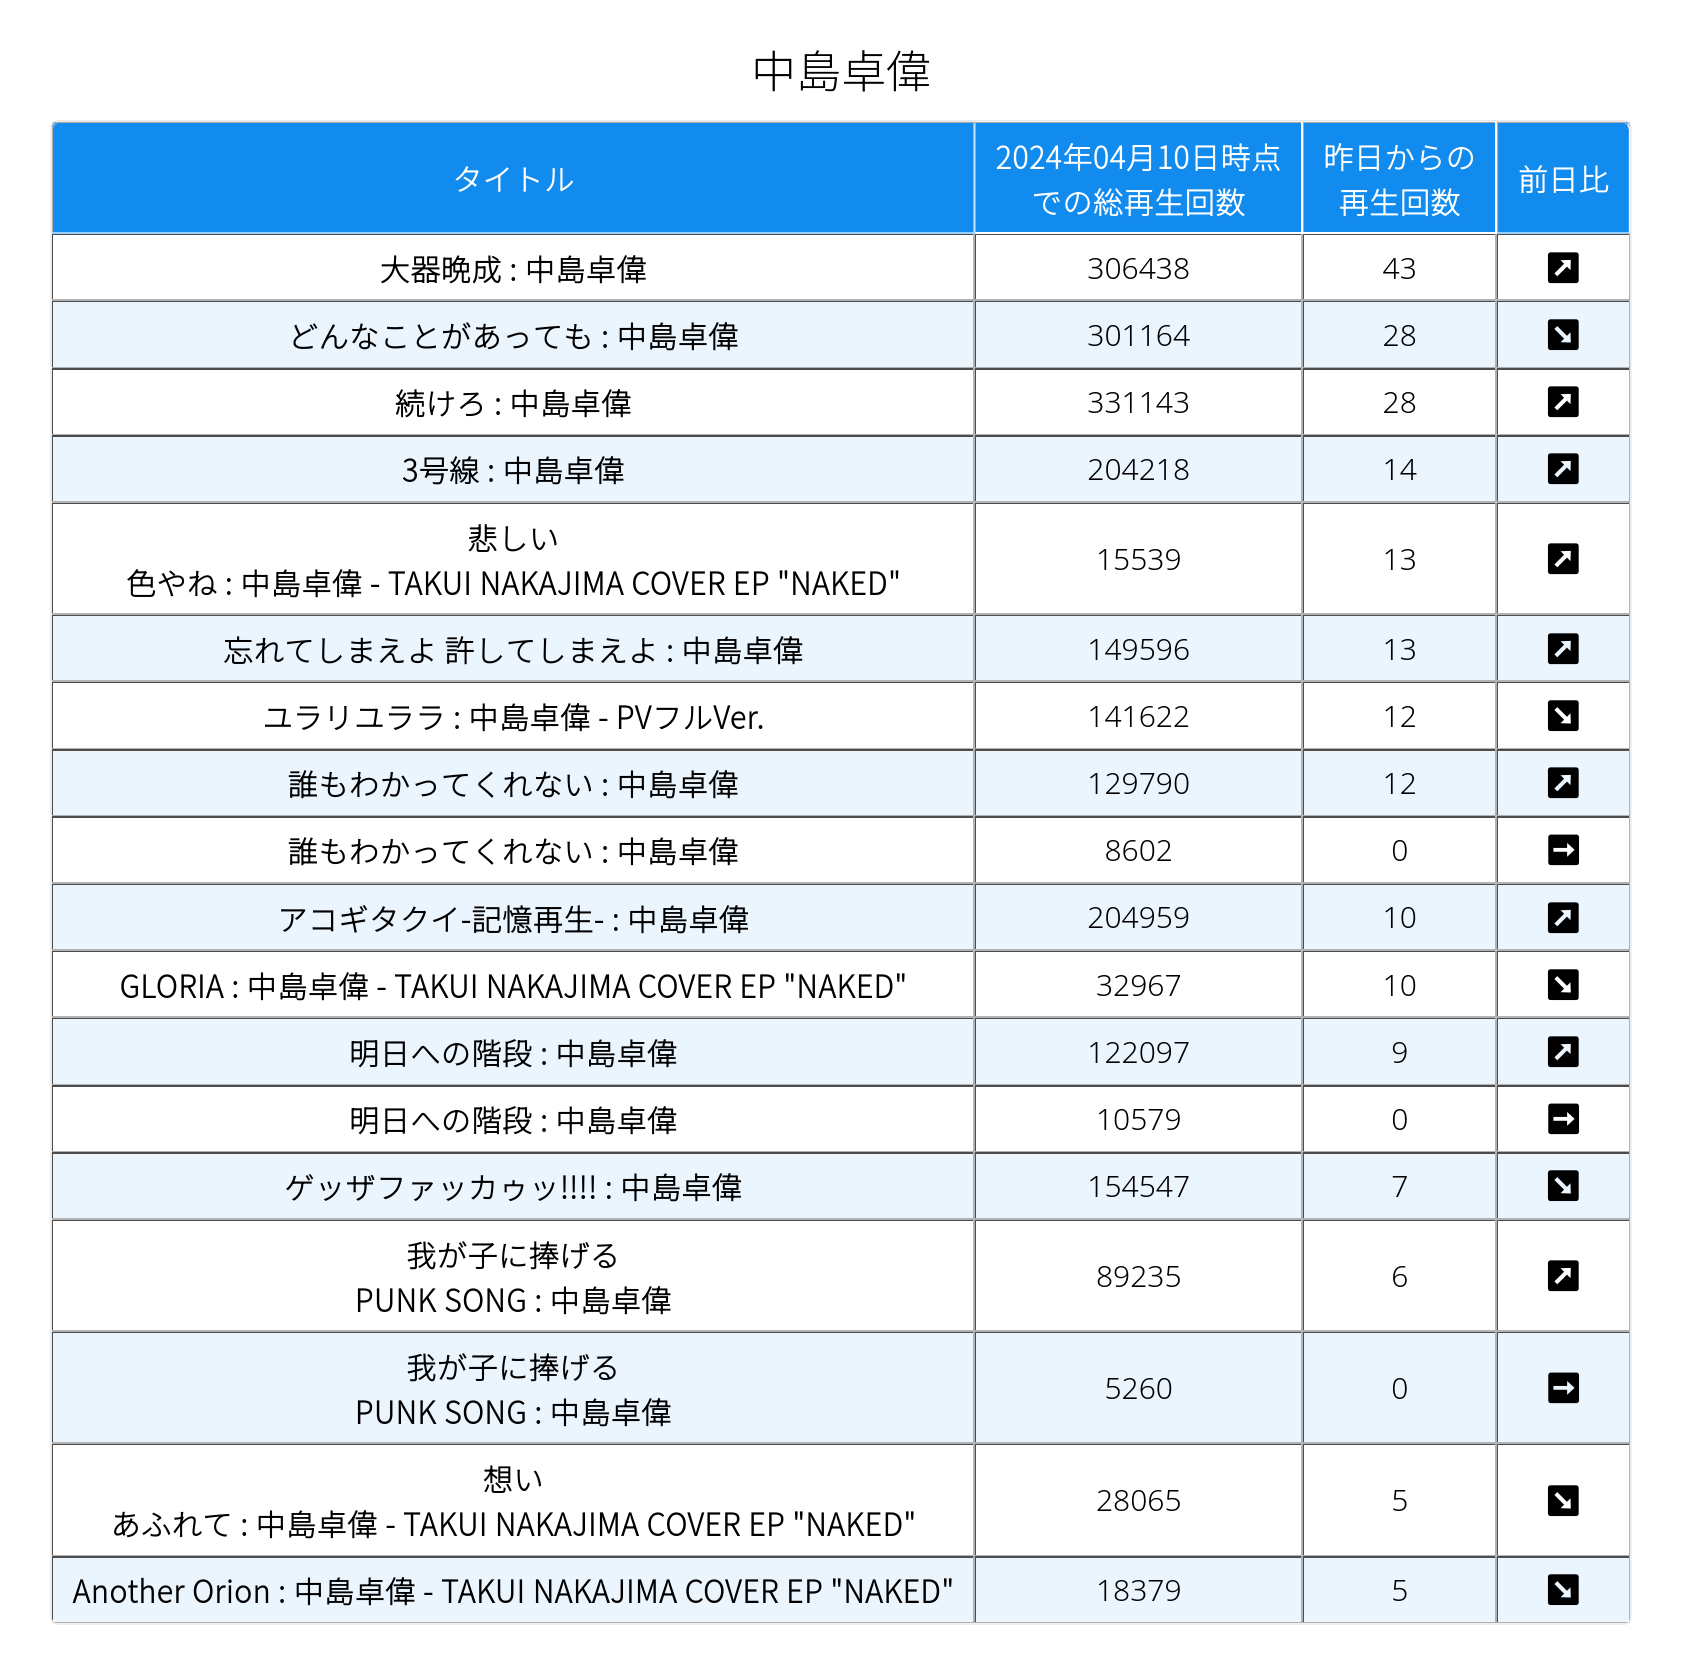 中島卓偉
タイトル
2024年04月10日時点
での総再生回数
昨日からの
再生回数
前日比
大器晩成 : 中島卓偉 306438 43
どんなことがあっても : 中島卓偉 301164 28
続けろ : 中島卓偉 331143 28
3号線 : 中島卓偉 204218 14
悲しい
色やね : 中島卓偉 - TAKUI NAKAJIMA COVER EP "NAKED" 15539 13
忘れてしまえよ 許してしまえよ : 中島卓偉 149596 13
ユラリユララ : 中島卓偉 - PVフルVer. 141622 12
誰もわかってくれない : 中島卓偉 129790 12
誰もわかってくれない : 中島卓偉 8602 0
アコギタクイ-記憶再生- : 中島卓偉 204959 10
GLORIA : 中島卓偉 - TAKUI NAKAJIMA COVER EP "NAKED" 32967 10
明日への階段 : 中島卓偉 122097 9
明日への階段 : 中島卓偉 10579 0
ゲッザファッカゥッ!!!! : 中島卓偉 154547 7
我が子に捧げる
PUNK SONG : 中島卓偉 89235 6
我が子に捧げる
PUNK SONG : 中島卓偉 5260 0
想い
あふれて : 中島卓偉 - TAKUI NAKAJIMA COVER EP "NAKED" 28065 5
Another Orion : 中島卓偉 - TAKUI NAKAJIMA COVER EP "NAKED" 18379 5